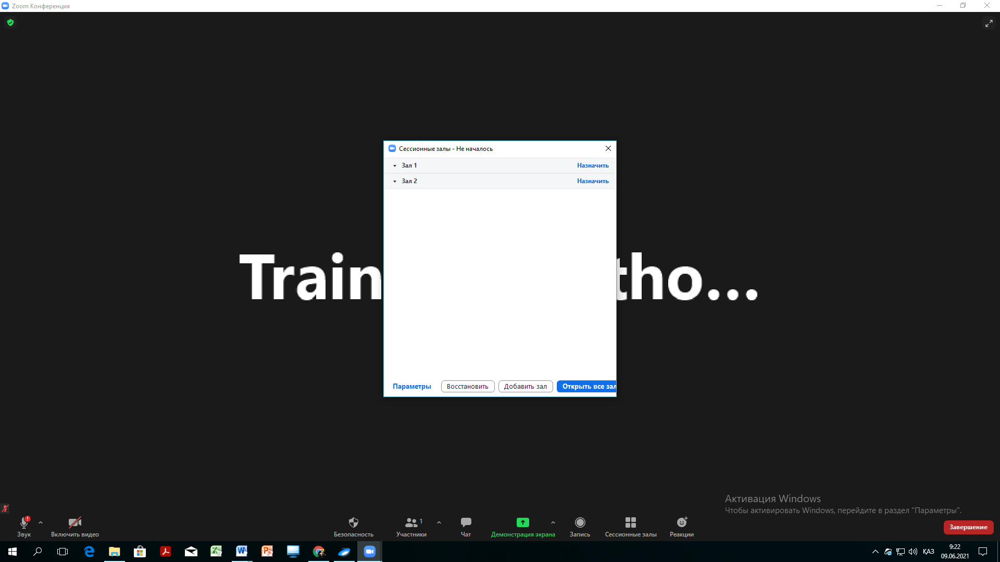 Zoom Конференция
Сессионные залы - Не началось
Зал 1 Назначить
Зал 2 Назначить
Train
tho...
Параметры Восстановить Добавить зал Открыть все зал
Активация Windows
Чтобы активировать Windows, перейдите в раздел "Параметры".
1
Звук Включить видео Безопасность Участники Чат Демонстрация экрана Запись Сессионные залы Реакции Завершение
ҚАЗ
9:22
09.06.2021